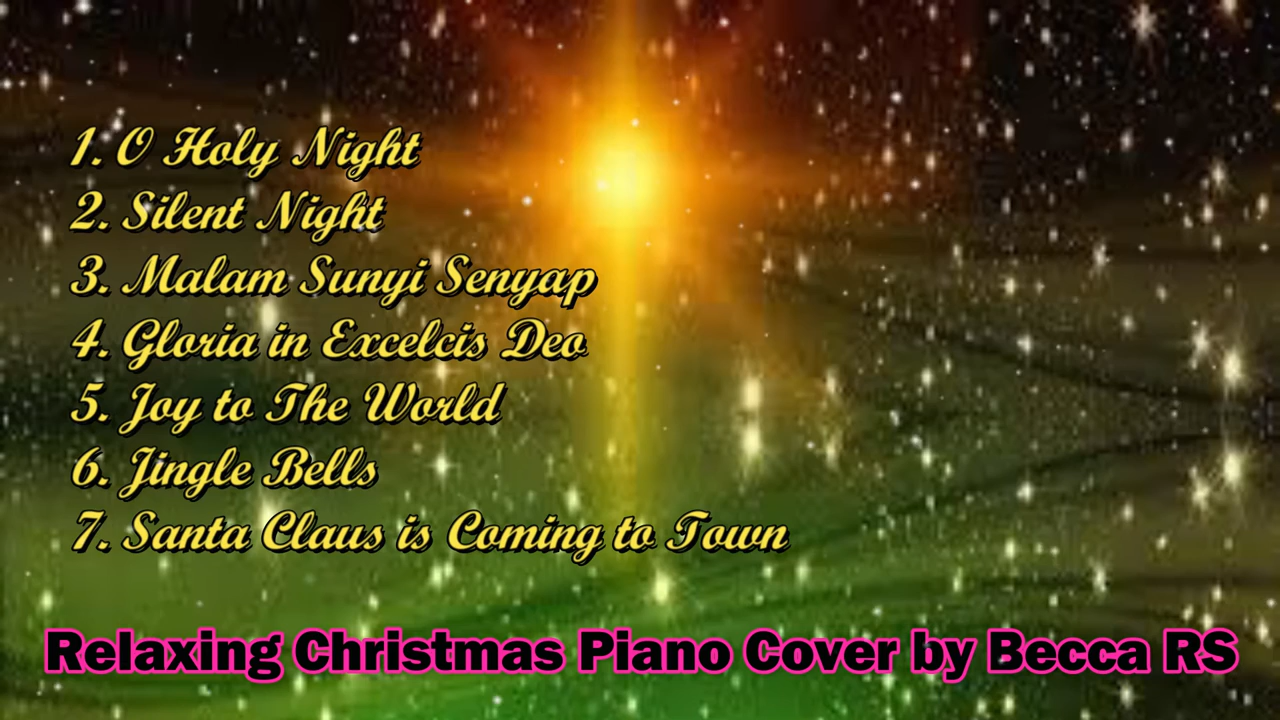 1. O Holy Night
2. Silent Night
3. Malam Sunyi Senyap
4. Gloria in Excelcis Deo
5. Joy to The World
6. Jingle Bells
7. Santa Claus is Coming to Town
Relaxing Christmas Piano Cover by Becca RS